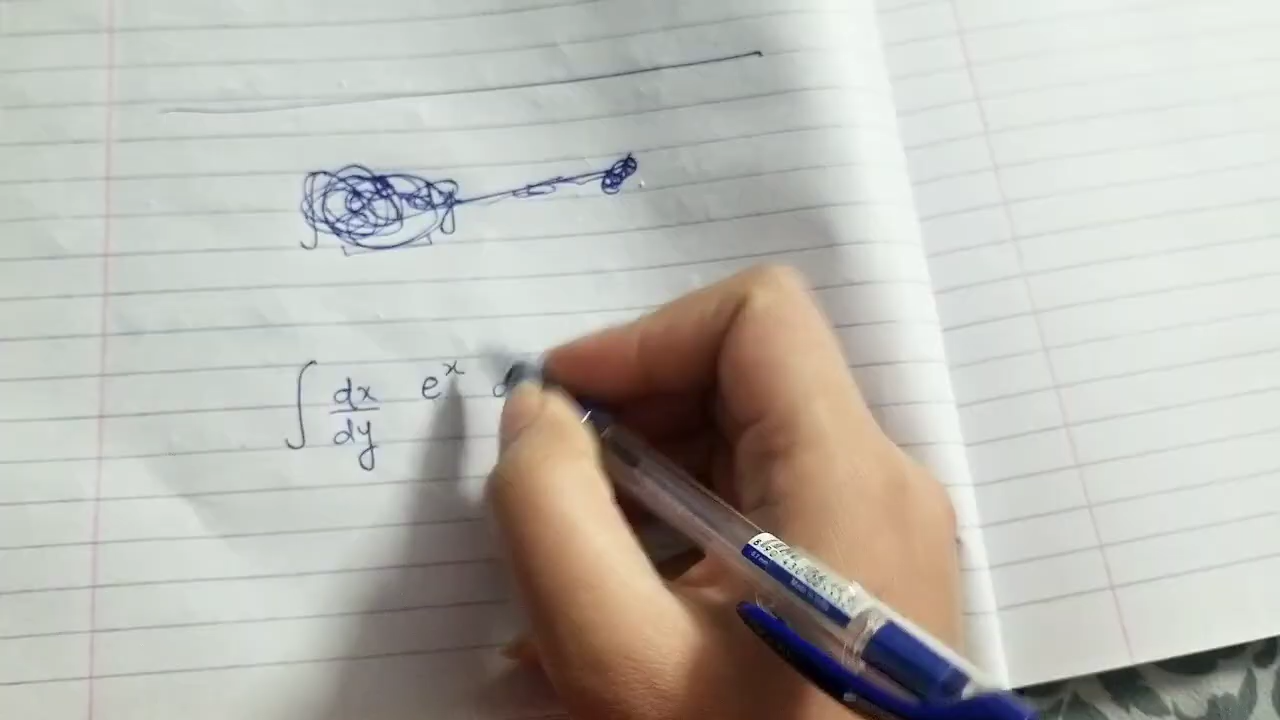 ∫ dx/dy e^x d